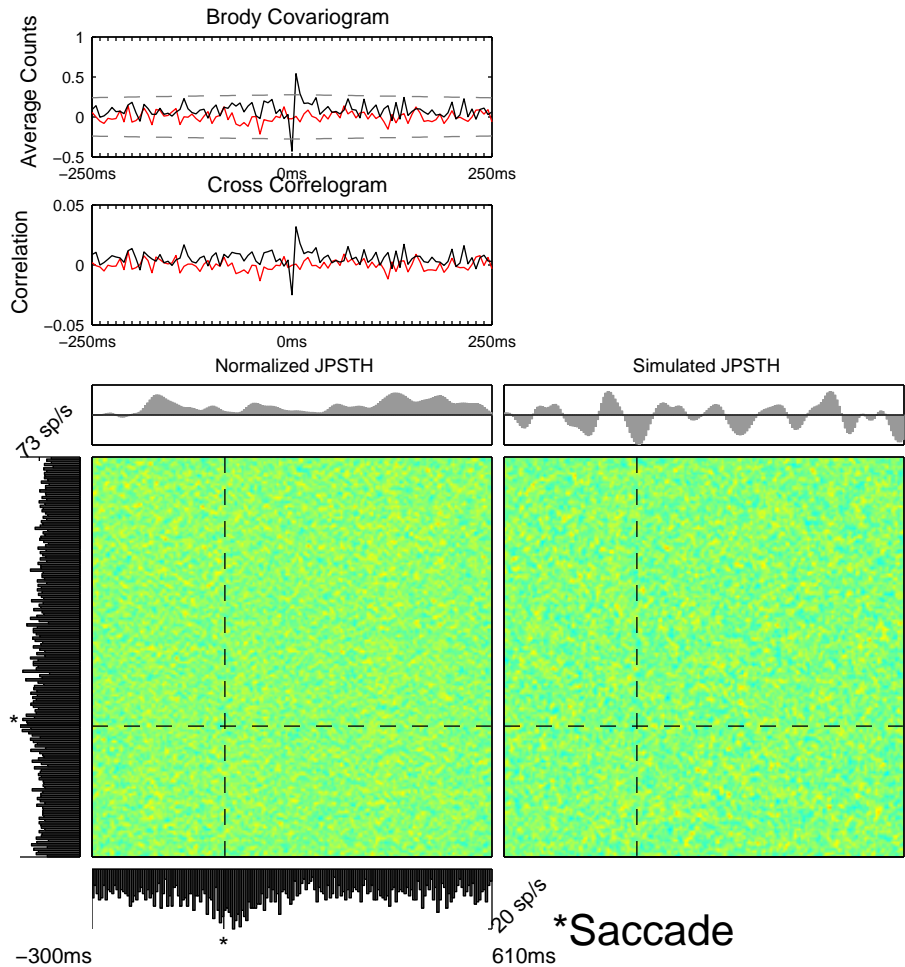 Brody Covariogram
Average Counts
1
0.5
0
−0.5
−250ms
0ms
250ms
Cross Correlogram
Correlation
0.05
0
−0.05
−250ms
0ms
250ms
Normalized JPSTH
Simulated JPSTH
73 sp/s
*
*
20 sp/s
*Saccade
−300ms
610ms